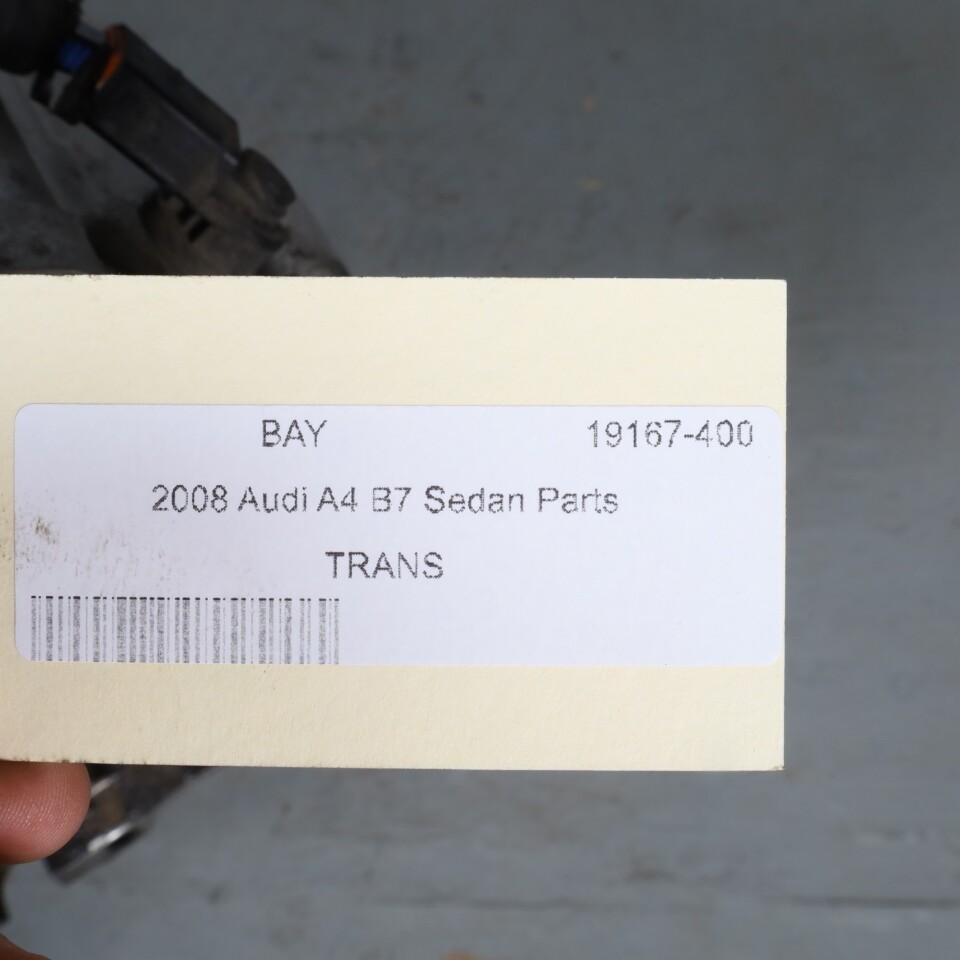 BAY 19167-400
2008 Audi A4 B7 Sedan Parts
TRANS